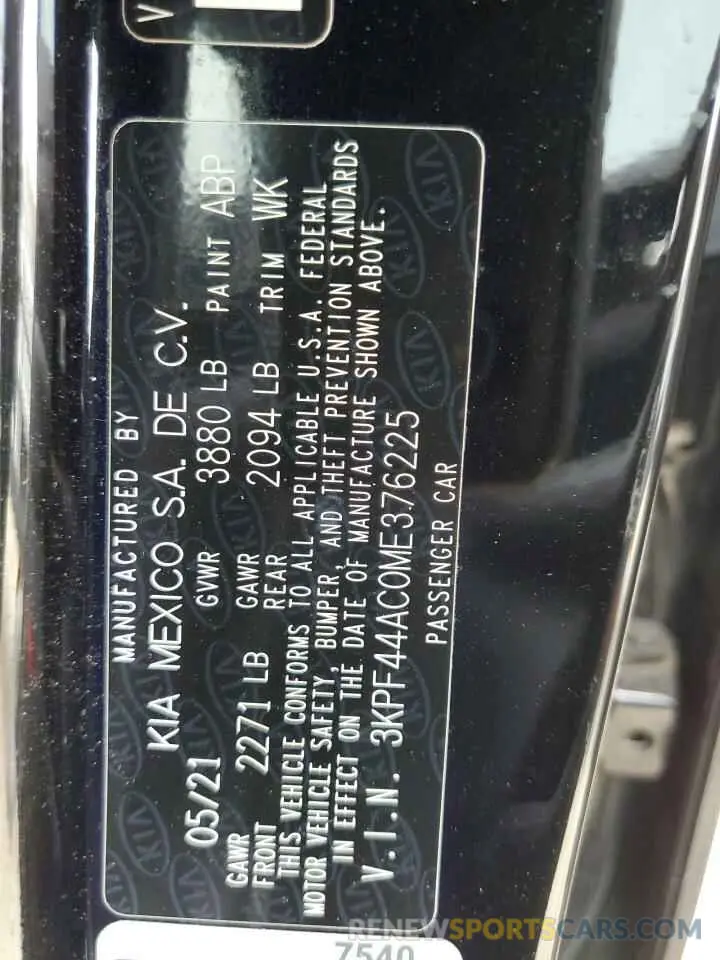 V
MANUFACTURED BY
KIA MEXICO S.A. DE C.V.
05/21 GVWR 3880 LB PAINT ABP
GAWR FRONT 2271 LB GAWR REAR 2094 LB TRIM WK
THIS VEHICLE CONFORMS TO ALL APPLICABLE U.S.A. FEDERAL
MOTOR VEHICLE SAFETY, BUMPER, AND THEFT PREVENTION STANDARDS
IN EFFECT ON THE DATE OF MANUFACTURE SHOWN ABOVE.
V.I.N. 3KPF44AC0ME376225
PASSENGER CAR
7540
RENEWSPORTSCARS.COM